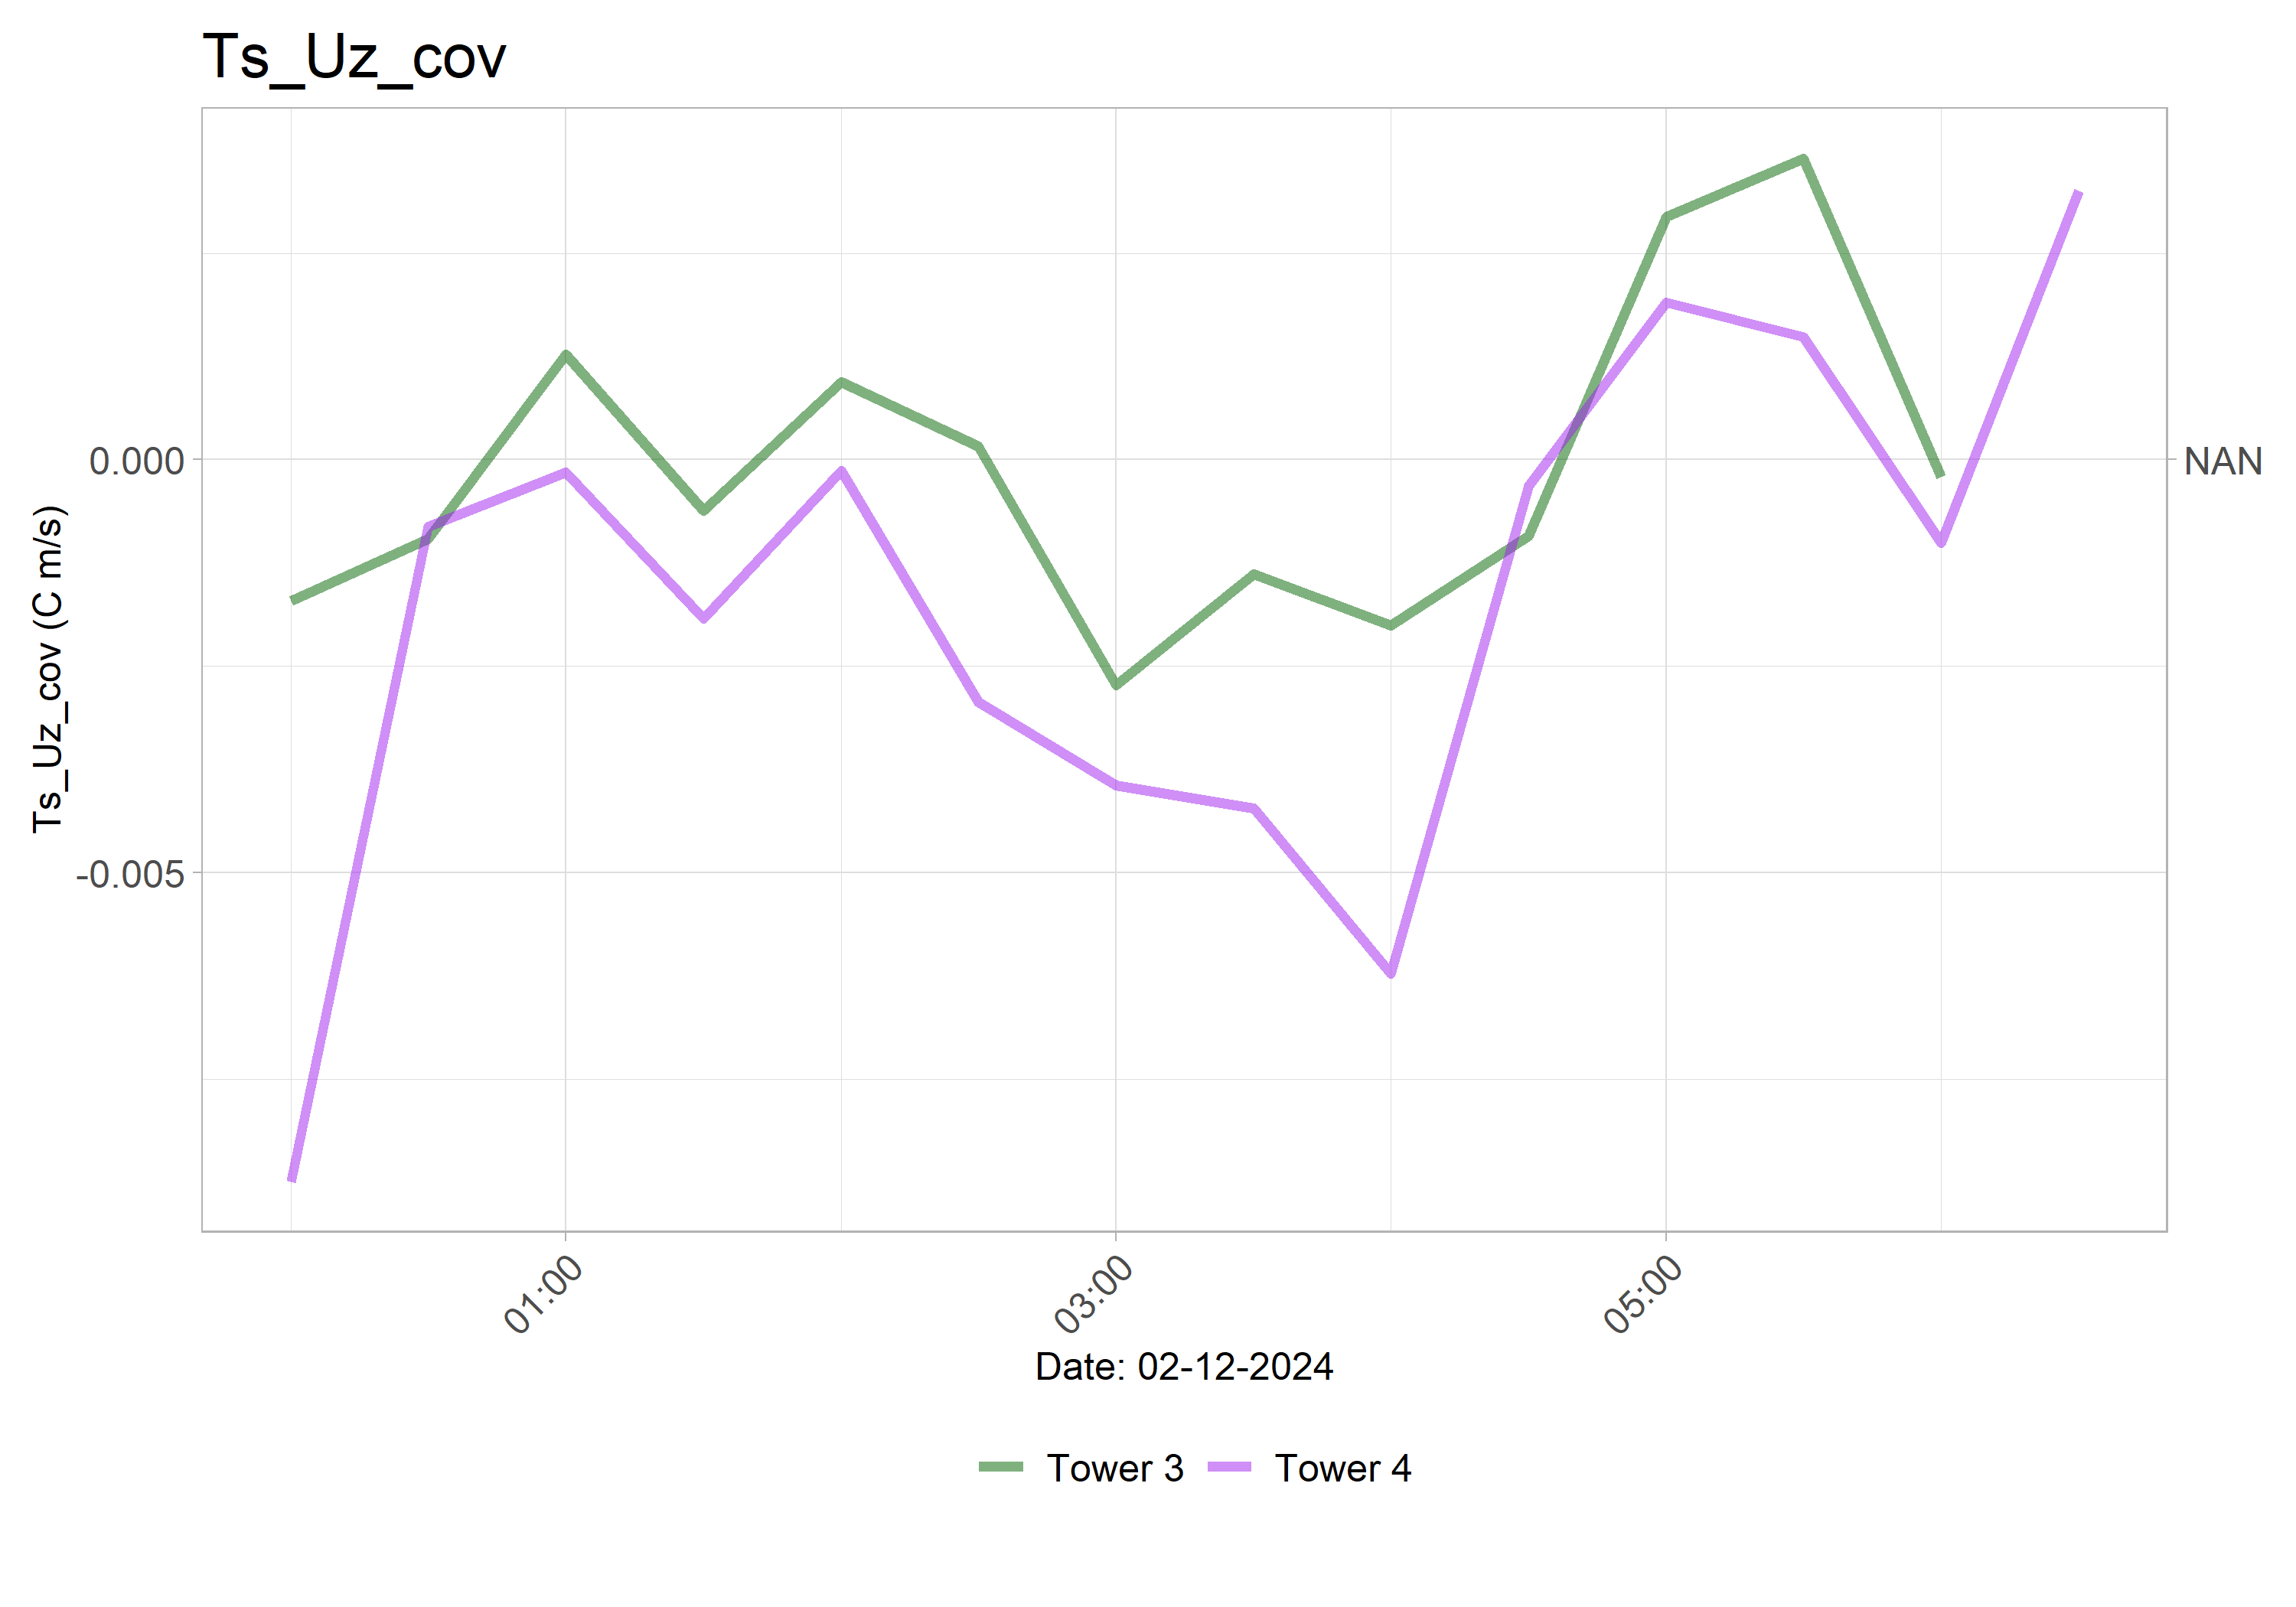 Ts_Uz_cov
Ts_Uz_cov (C m/s)
0.000
-0.005
NAN
01:00
03:00
05:00
Date: 02-12-2024
Tower 3
Tower 4